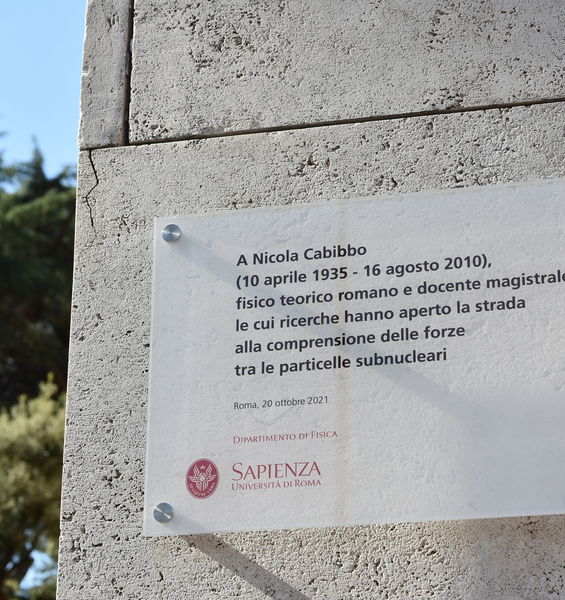 A Nicola Cabibbo
(10 aprile 1935 - 16 agosto 2010),
fisico teorico romano e docente magistrale
le cui ricerche hanno aperto la strada
alla comprensione delle forze
tra le particelle subnucleari
Roma, 20 ottobre 2021
DIPARTIMENTO DI FISICA
SAPIENZA
UNIVERSITÀ DI ROMA